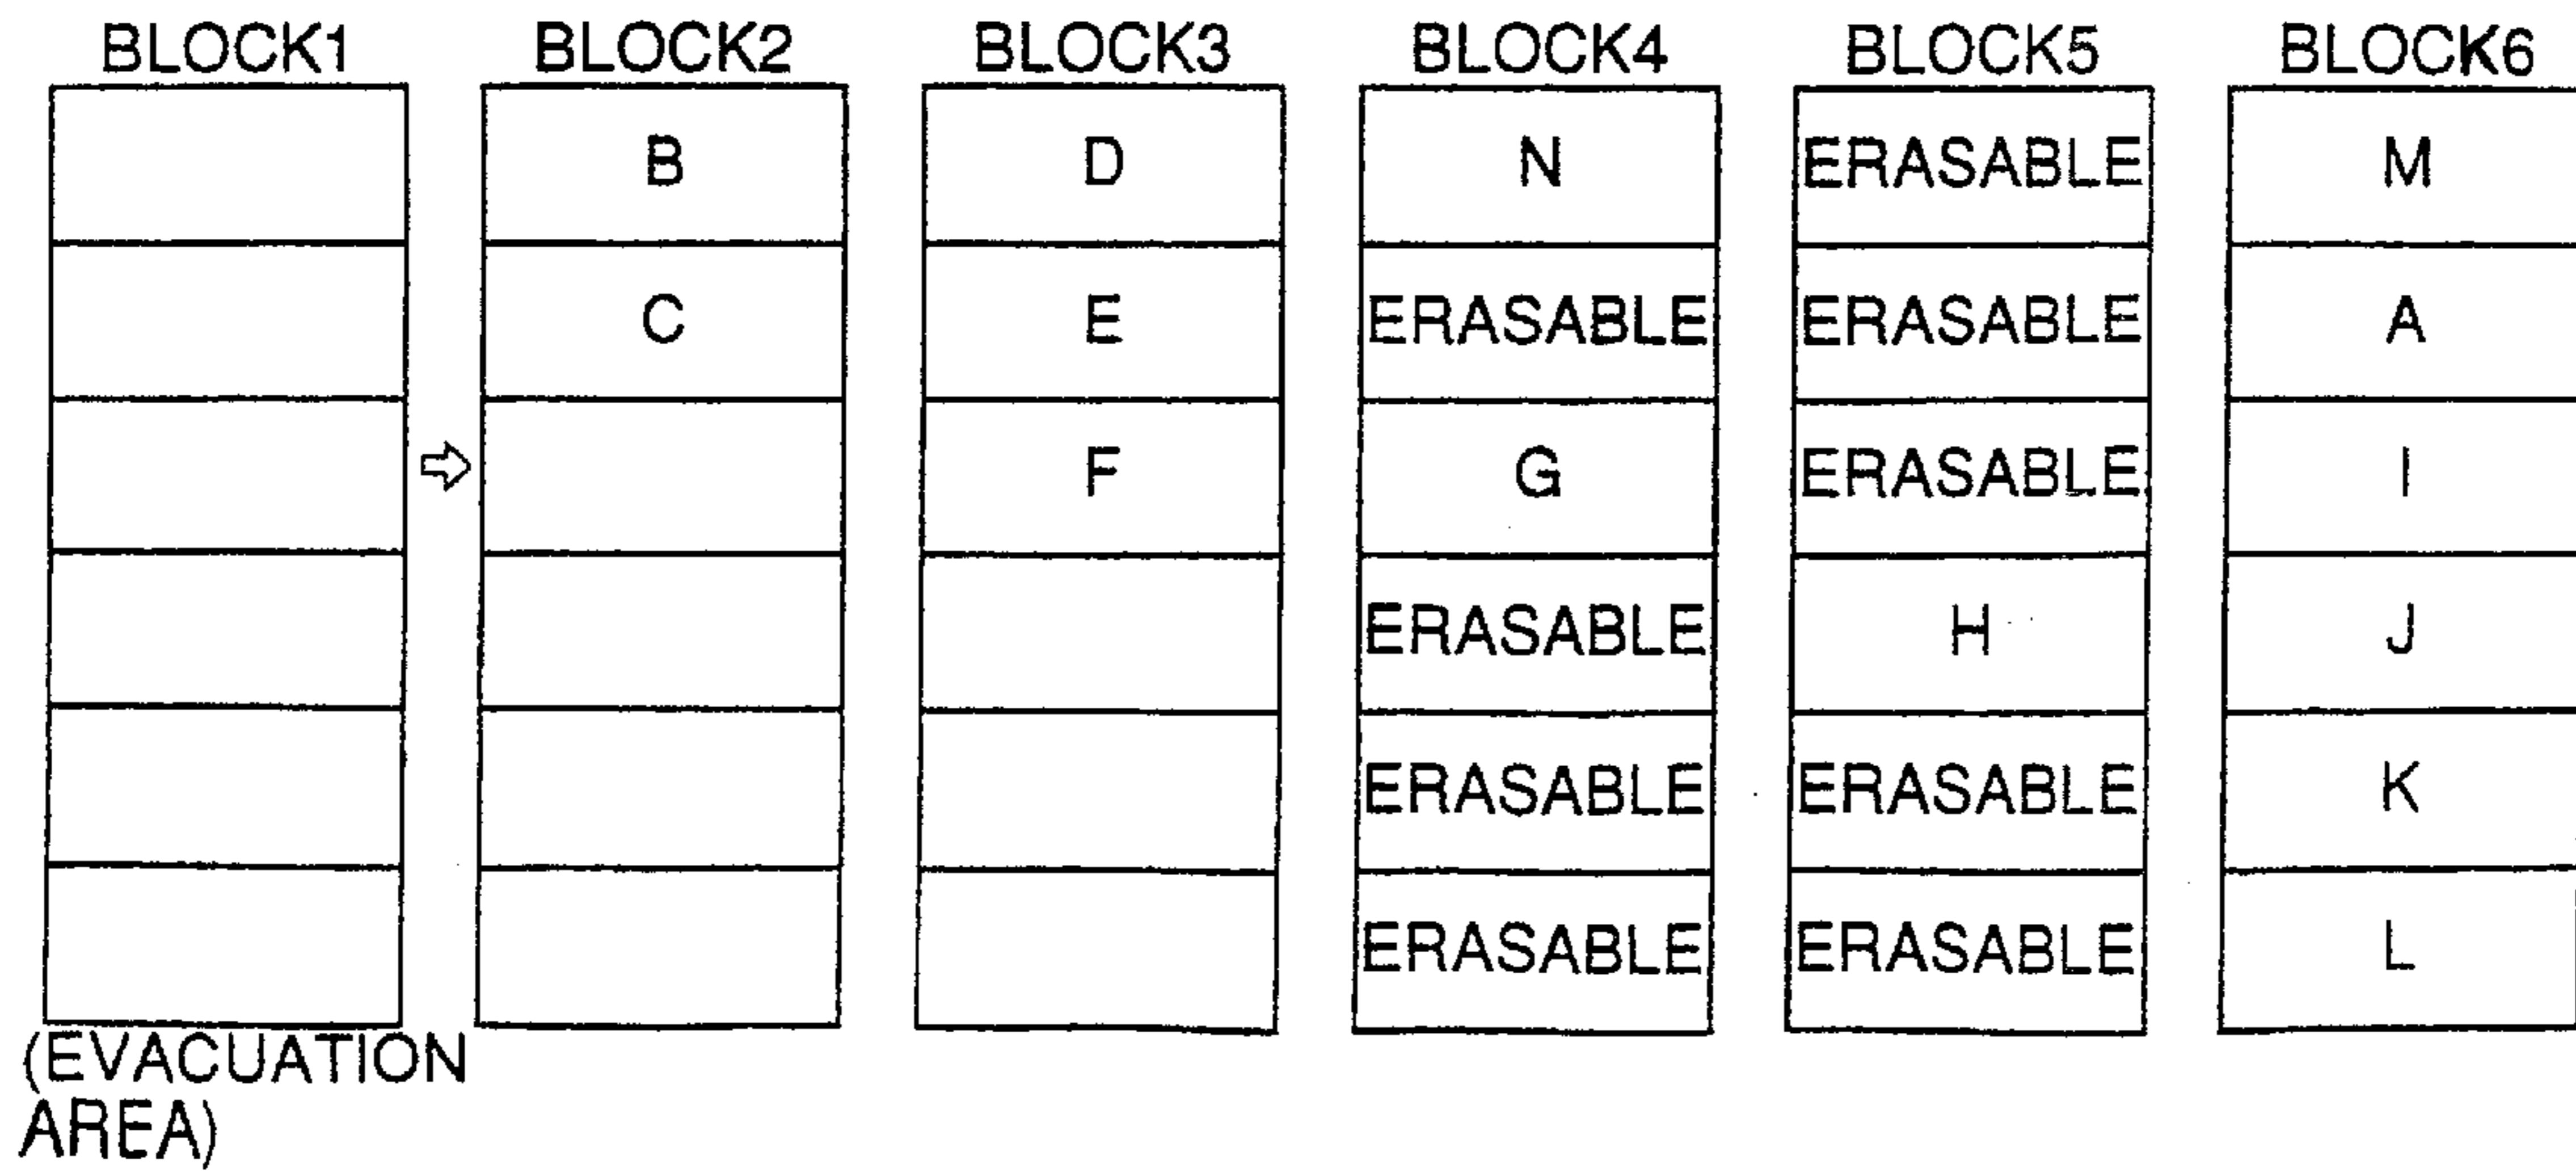 BLOCK1 BLOCK2 BLOCK3 BLOCK4 BLOCK5 BLOCK6
B D N ERASABLE M
C E ERASABLE ERASABLE A
F G ERASABLE I
ERASABLE H J
ERASABLE ERASABLE K
ERASABLE ERASABLE L
(EVACUATION
AREA)